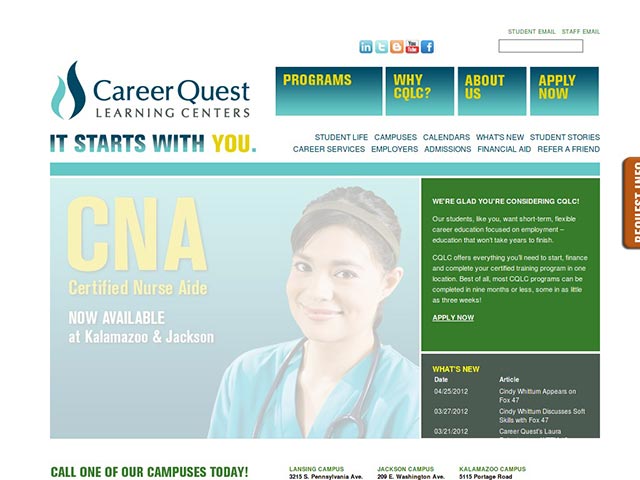 STUDENT EMAIL STAFF EMAIL
CareerQuest
LEARNING CENTERS
PROGRAMS
WHY
CQLC?
ABOUT
US
APPLY
NOW
IT STARTS WITH YOU.
STUDENT LIFE CAMPUSES CALENDARS WHAT'S NEW STUDENT STORIES
CAREER SERVICES EMPLOYERS ADMISSIONS FINANCIAL AID REFER A FRIEND
REQUEST INFO
CNA
Certified Nurse Aide
NOW AVAILABLE
at Kalamazoo & Jackson
WE'RE GLAD YOU'RE CONSIDERING CQLC!
Our students, like you, want short-term, flexible
career education focused on employment –
education that won't take years to finish.
CQLC offers everything you'll need to start, finance
and complete your certified training program in one
location. Best of all, most CQLC programs can be
completed in nine months or less, some in as little
as three weeks!
APPLY NOW
WHAT'S NEW
Date Article
04/25/2012 Cindy Whittum Appears on
Fox 47
03/27/2012 Cindy Whittum Discusses Soft
Skills with Fox 47
03/21/2012 Career Quest's Laura
CALL ONE OF OUR CAMPUSES TODAY!
LANSING CAMPUS
3215 S. Pennsylvania Ave.
JACKSON CAMPUS
209 E. Washington Ave.
KALAMAZOO CAMPUS
5115 Portage Road